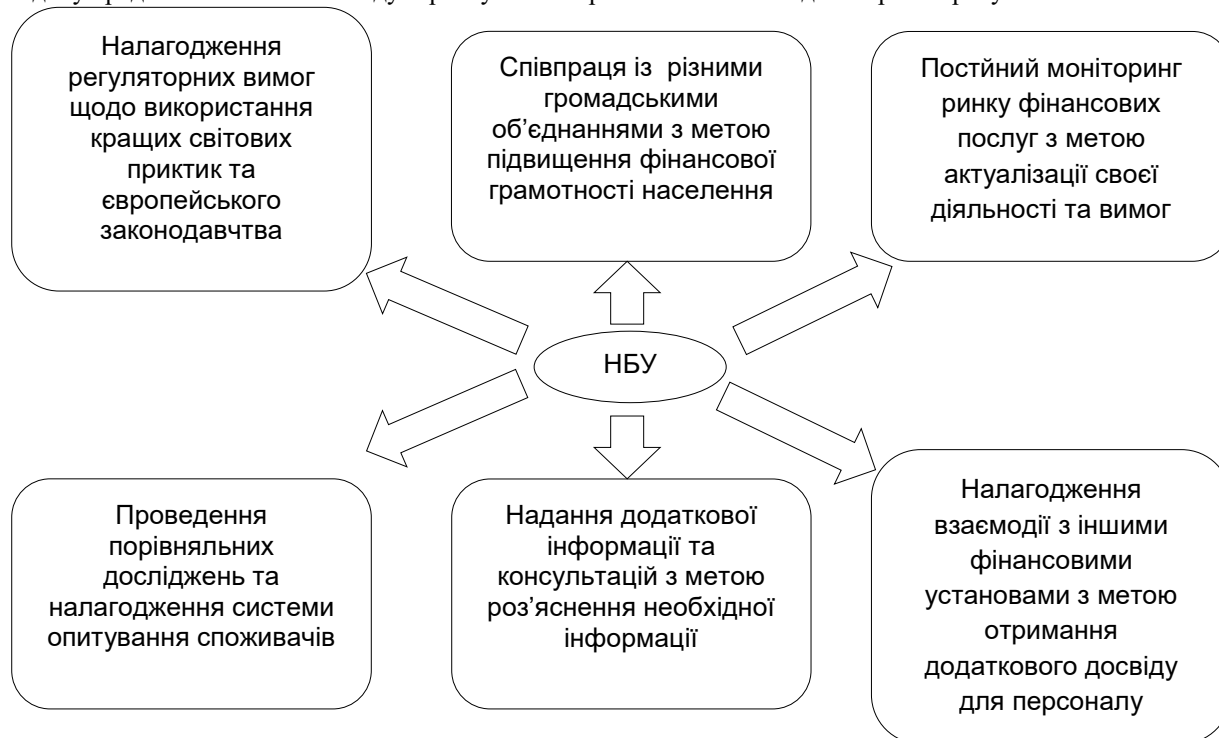 Налагодження
регуляторних вимог
щодо використання
кращих світових
приктик та
європейського
законодавчтва
Співпраця із різними
громадськими
об’єднаннями з метою
підвищення фінансової
грамотності населення
Постйний моніторинг
ринку фінансових
послуг з метою
актуалізації своєї
діяльності та вимог
НБУ
Проведення
порівняльних
досліджень та
налагодження системи
опитування споживачів
Надання додаткової
інформації та
консультацій з метою
роз’яснення необхідної
інформації
Налагодження
взаємодії з іншими
фінансовими
установами з метою
отримання
додаткового досвіду
для персоналу